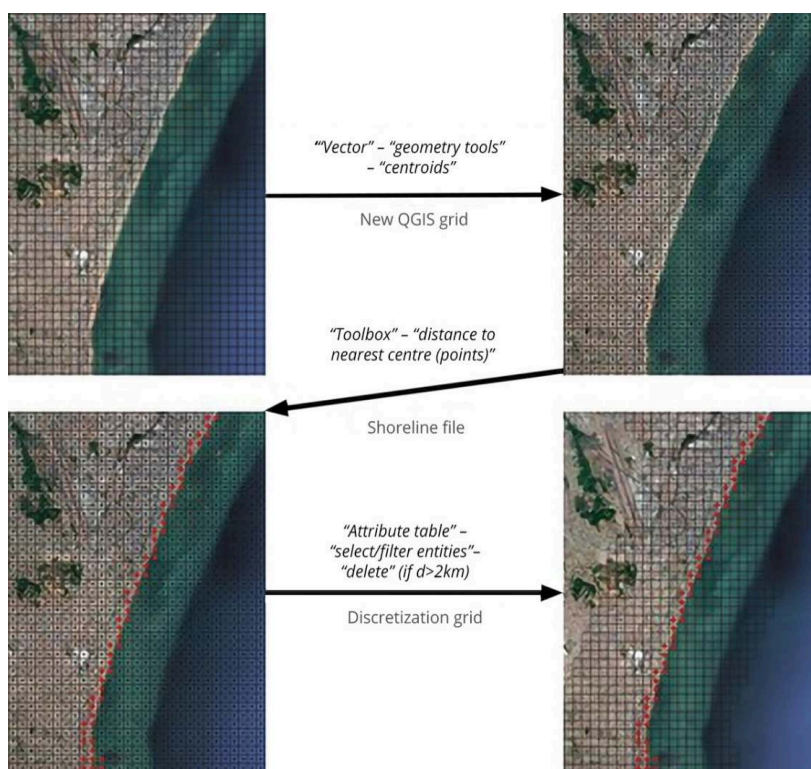 “‘Vector” – “geometry tools”
– “centroids”
New QGIS grid
“Toolbox” – “distance to
nearest centre (points)”
Shoreline file
“Attribute table” –
“select/filter entities”–
“delete” (if d>2km)
Discretization grid